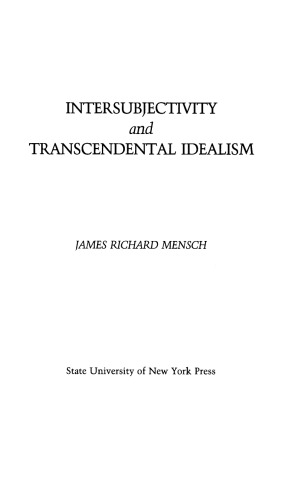 INTERSUBJECTIVITY
and
TRANSCENDENTAL IDEALISM
JAMES RICHARD MENSCH
State University of New York Press